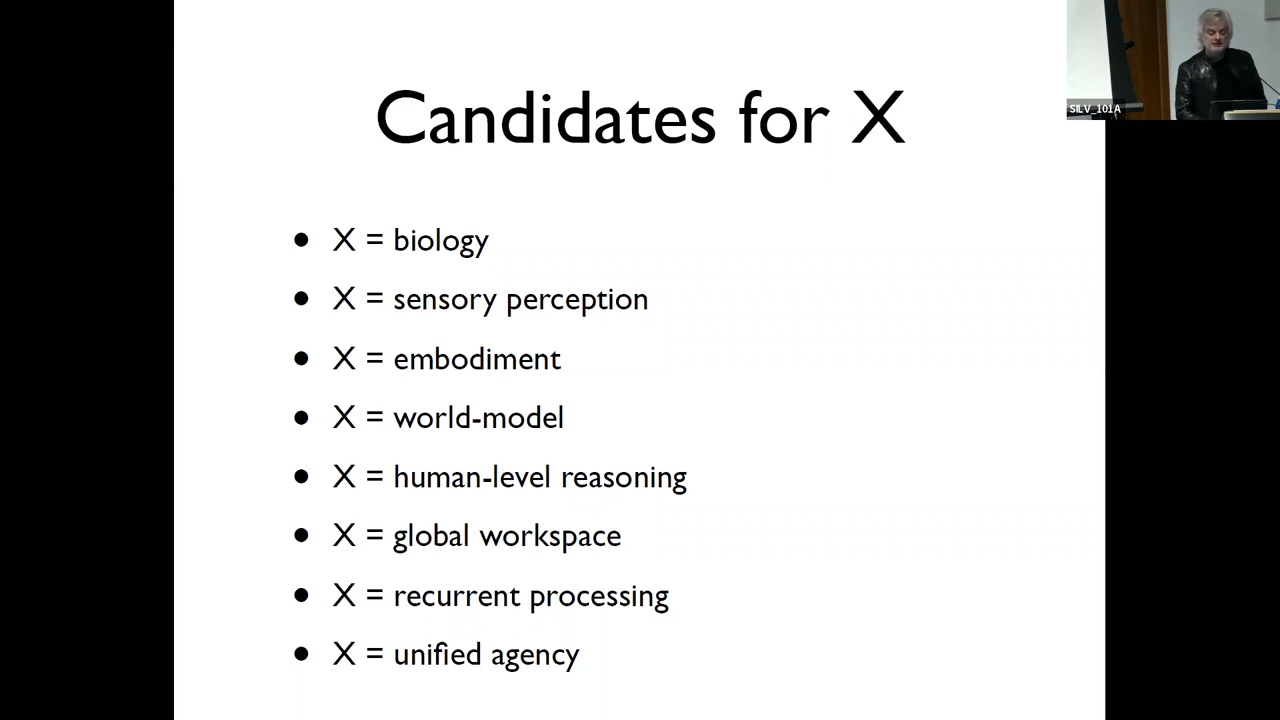 Candidates for X
SILV_101A
• X = biology
• X = sensory perception
• X = embodiment
• X = world-model
• X = human-level reasoning
• X = global workspace
• X = recurrent processing
• X = unified agency